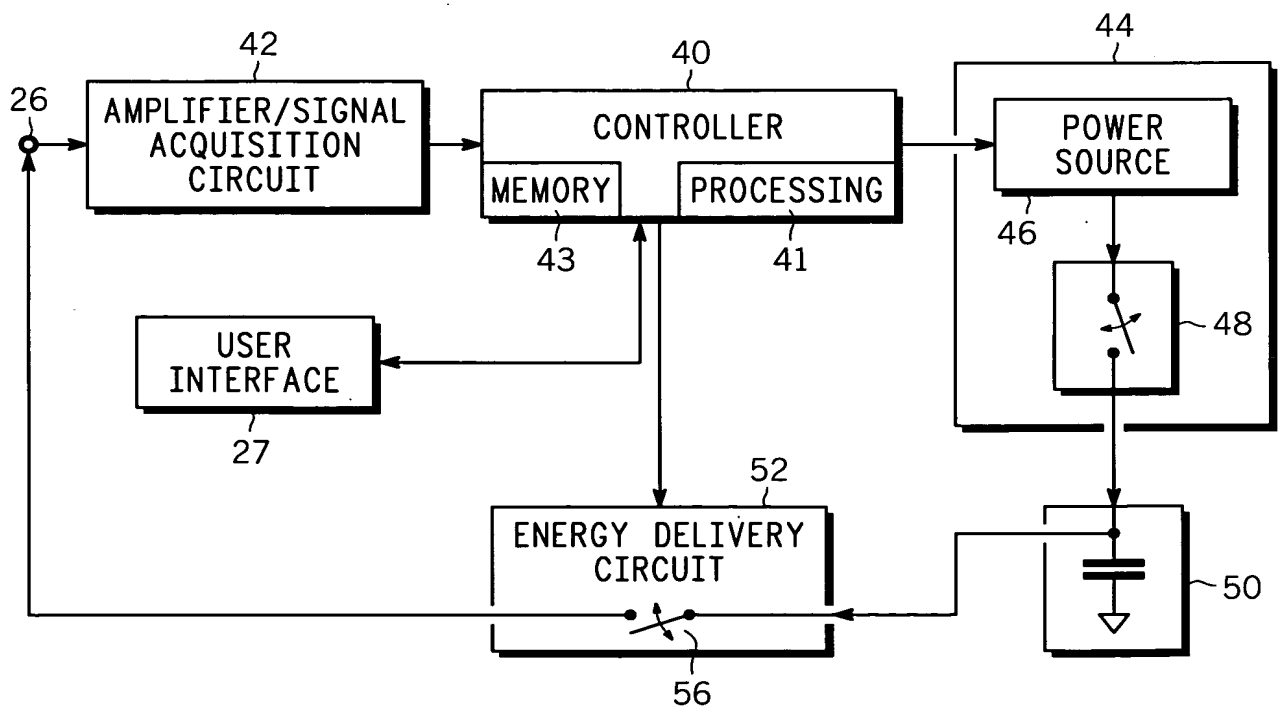 42
40
44
26
AMPLIFIER/SIGNAL
ACQUISITION
CIRCUIT
CONTROLLER
MEMORY
PROCESSING
POWER
SOURCE
46
43
41
48
USER
INTERFACE
27
52
ENERGY DELIVERY
CIRCUIT
50
56